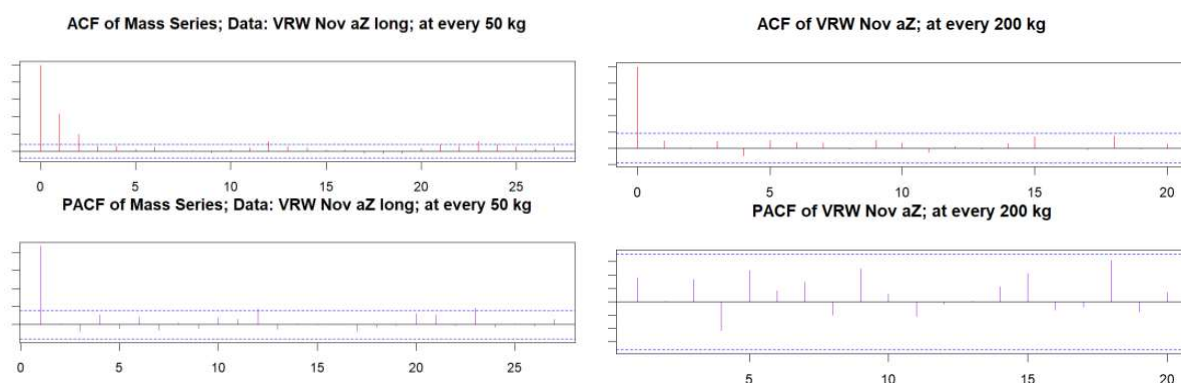 ACF of Mass Series; Data: VRW Nov aZ long; at every 50 kg
0 5 10 15 20 25
PACF of Mass Series; Data: VRW Nov aZ long; at every 50 kg
0 5 10 15 20 25
ACF of VRW Nov aZ; at every 200 kg
0 5 10 15 20
PACF of VRW Nov aZ; at every 200 kg
5 10 15 20